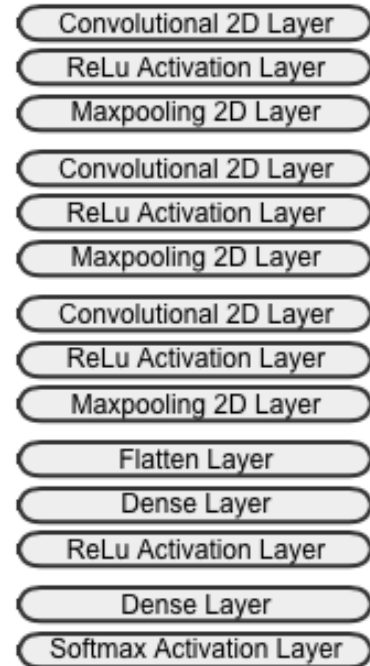 Convolutional 2D Layer
ReLu Activation Layer
Maxpooling 2D Layer
Convolutional 2D Layer
ReLu Activation Layer
Maxpooling 2D Layer
Convolutional 2D Layer
ReLu Activation Layer
Maxpooling 2D Layer
Flatten Layer
Dense Layer
ReLu Activation Layer
Dense Layer
Softmax Activation Layer